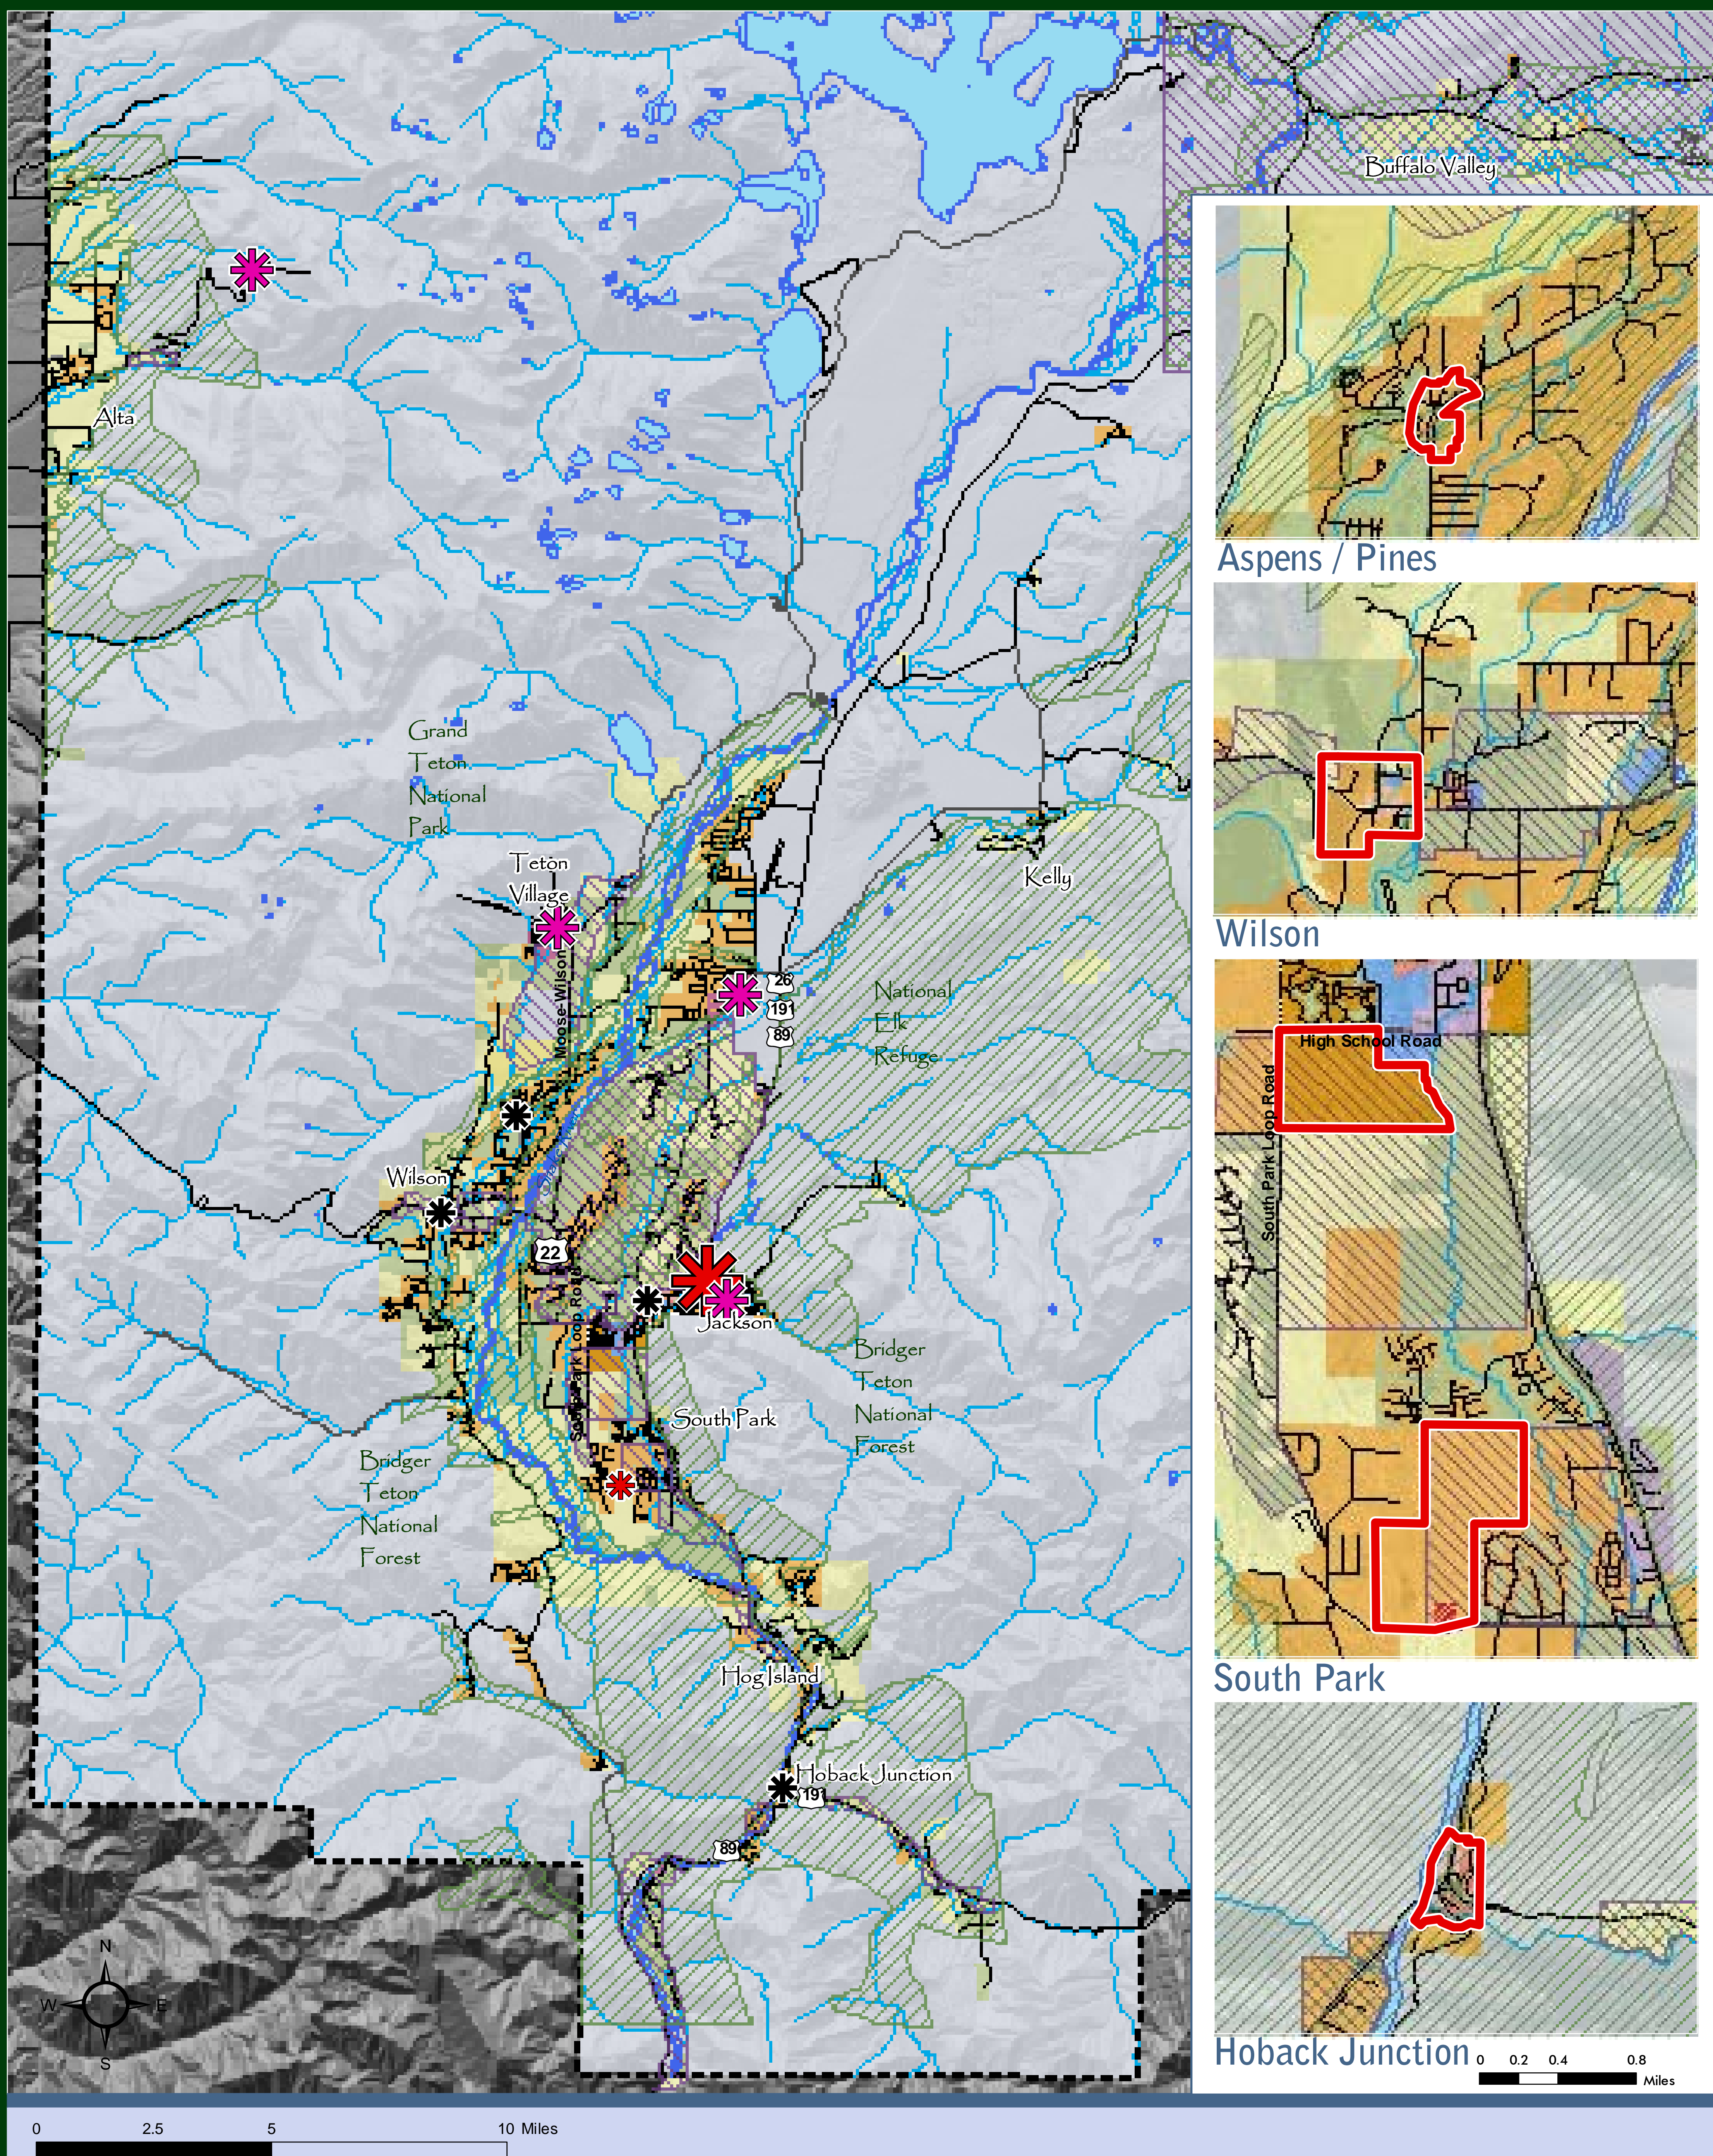 Buffalo Valley
Alta
Grand
Teton
National
Park
Teton
Village
Kelly
Moose-Wilson
26
191
89
National
Elk
Refuge
Snake River
Wilson
22
South Park Loop Road
Jackson
Bridger
Teton
National
Forest
South Park
Bridger
Teton
National
Forest
Hog Island
Hoback Junction
191
89
N
W
E
S
0
2.5
5
10 Miles
Aspens / Pines
Wilson
High School Road
South Park Loop Road
South Park
Hoback Junction
0
0.2
0.4
0.8
Miles